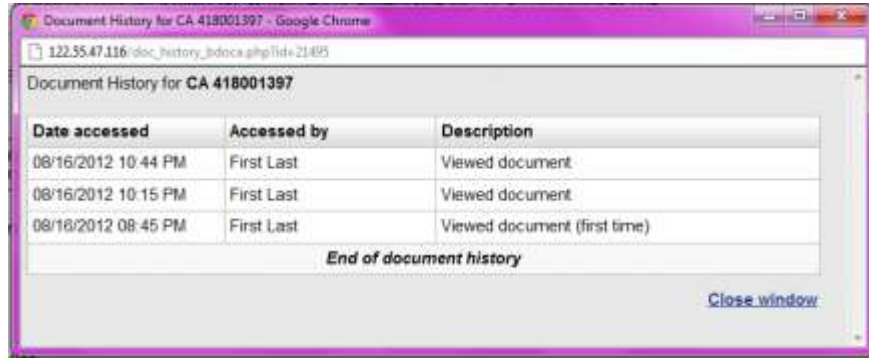 Document History for CA 418001397 - Google Chrome
122.55.47.116/doc_history_bdoca.php?id=21495
Document History for CA 418001397
Date accessed Accessed by Description
08/16/2012 10:44 PM First Last Viewed document
08/16/2012 10:15 PM First Last Viewed document
08/16/2012 08:45 PM First Last Viewed document (first time)
End of document history
Close window